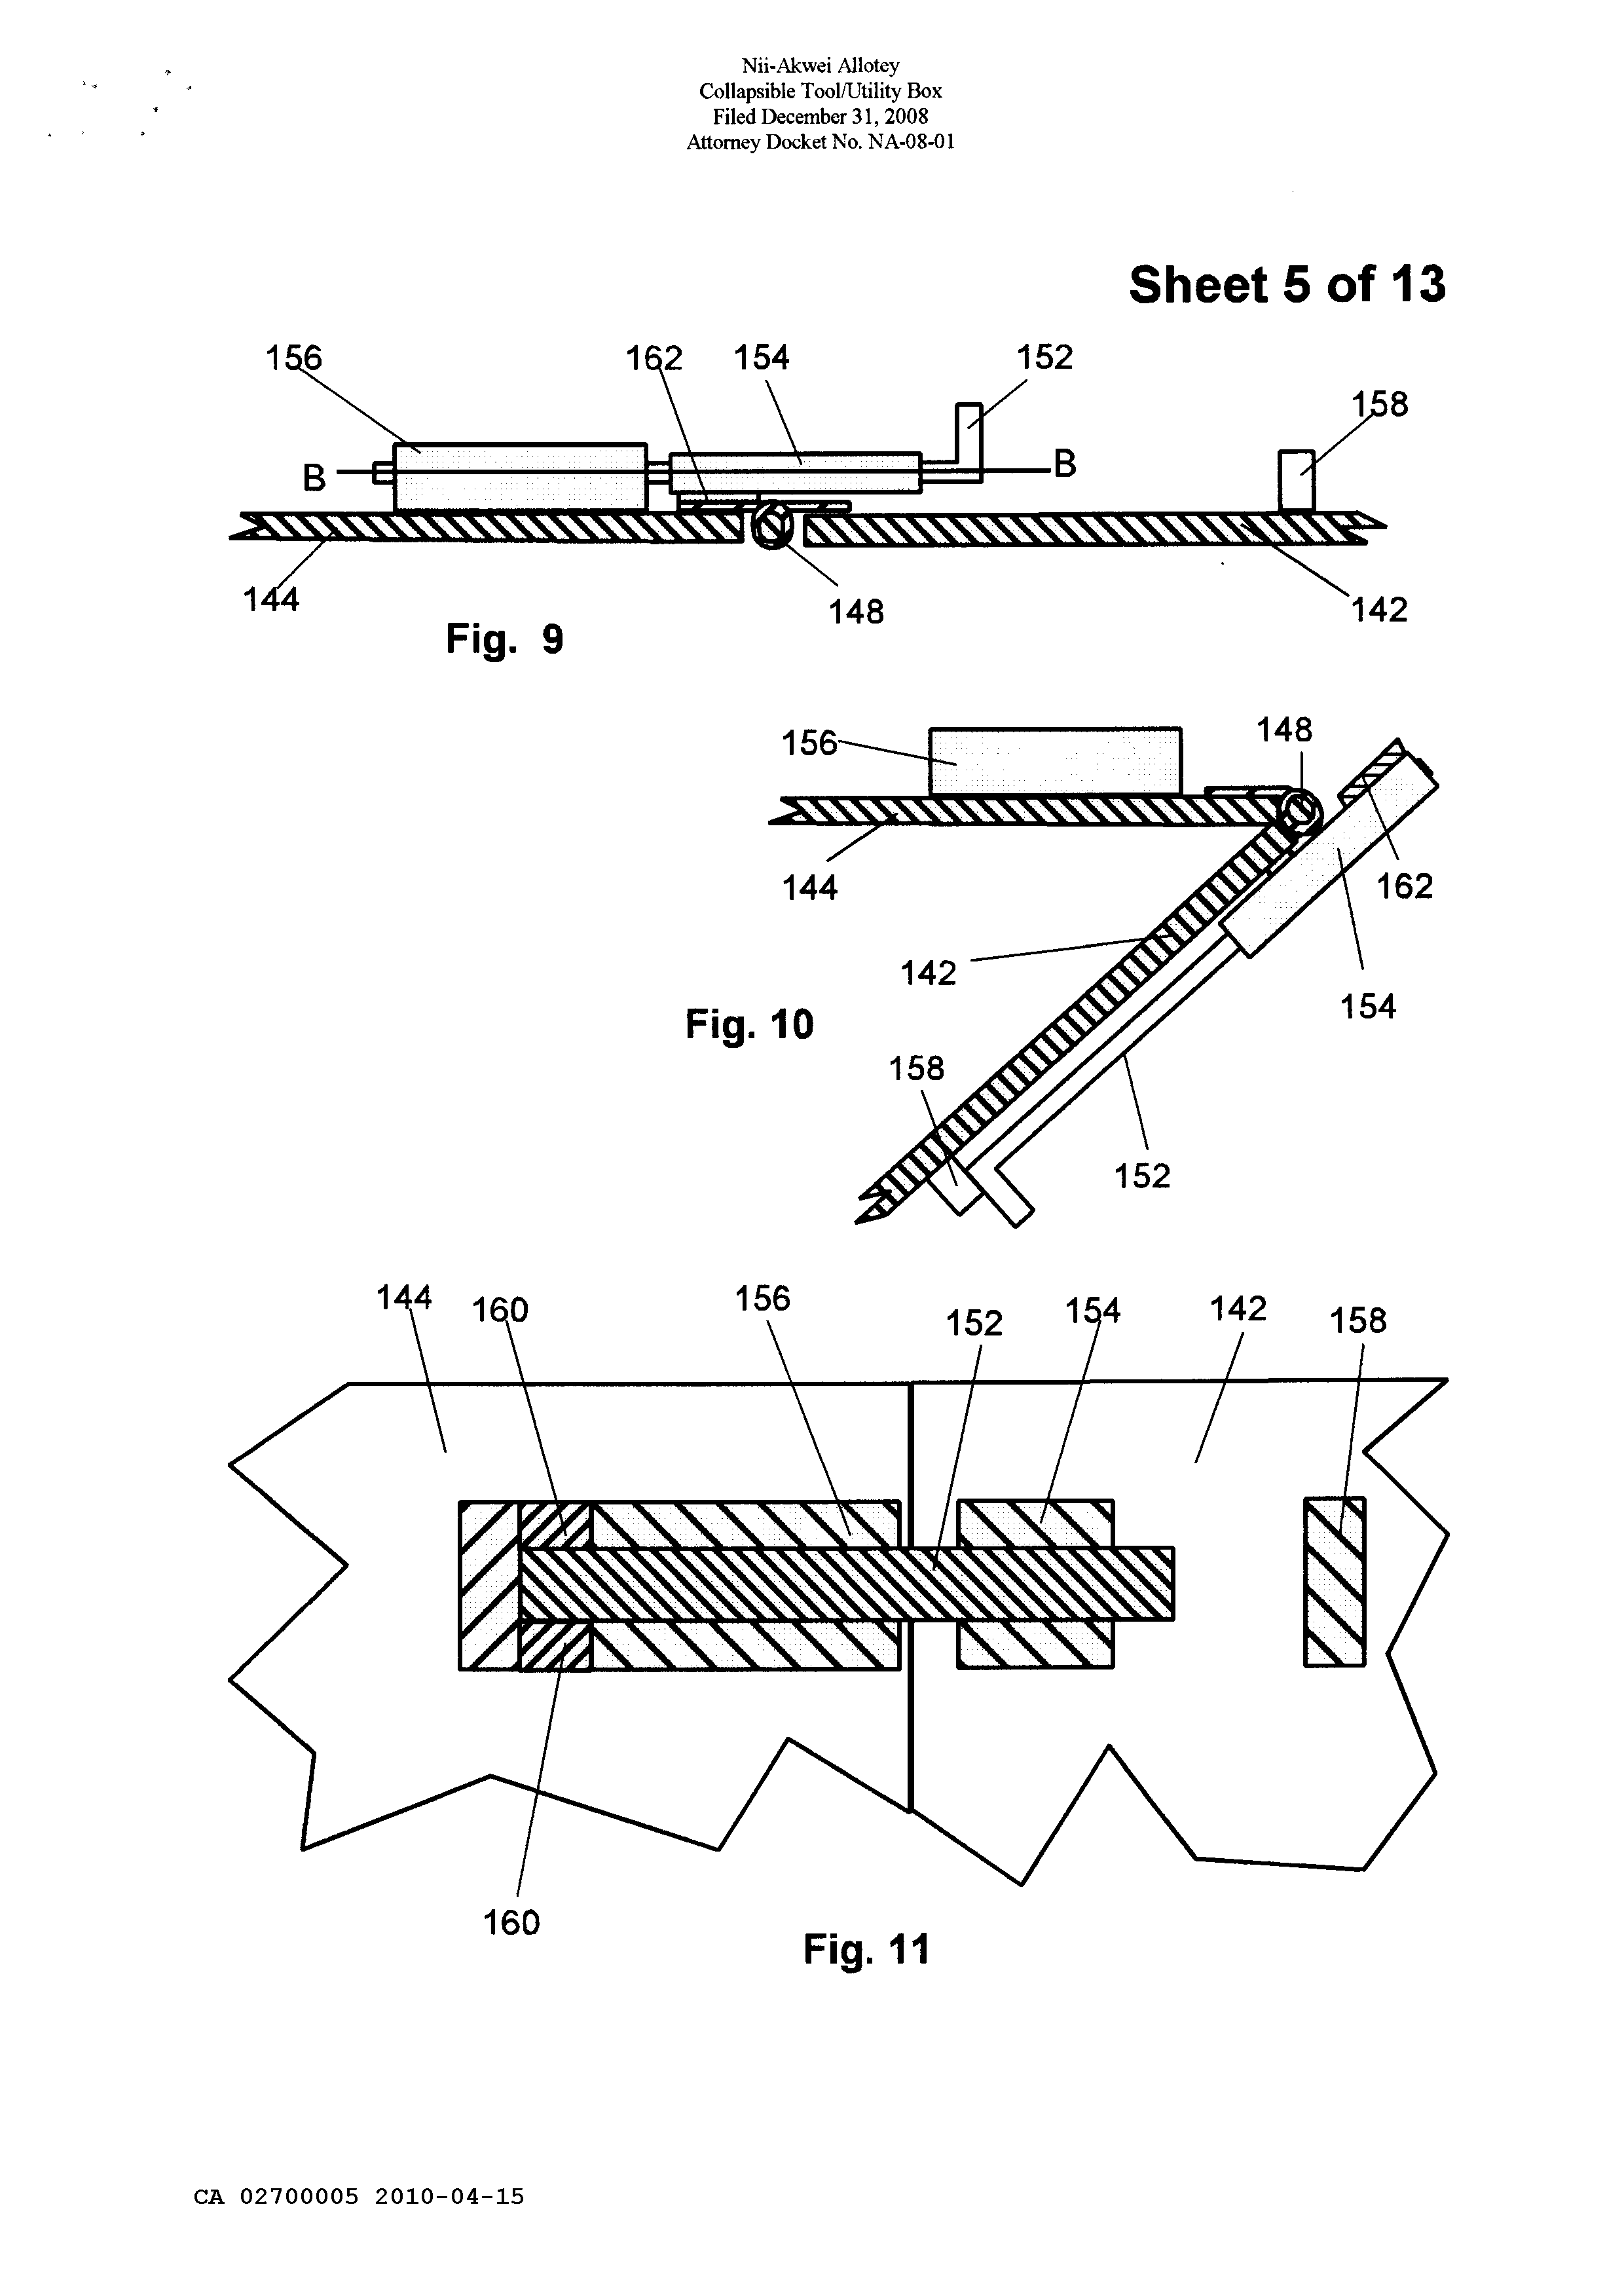 Nii-Akwei Allotey
Collapsible Tool/Utility Box
Filed December 31, 2008
Attorney Docket No. NA-08-01
Sheet 5 of 13
156 162 154 152 158
B B
144 148 142
Fig. 9
156 148
144 162
142 154
Fig. 10
158 152
144 160 156 152 154 142 158
160
Fig. 11
CA 02700005 2010-04-15